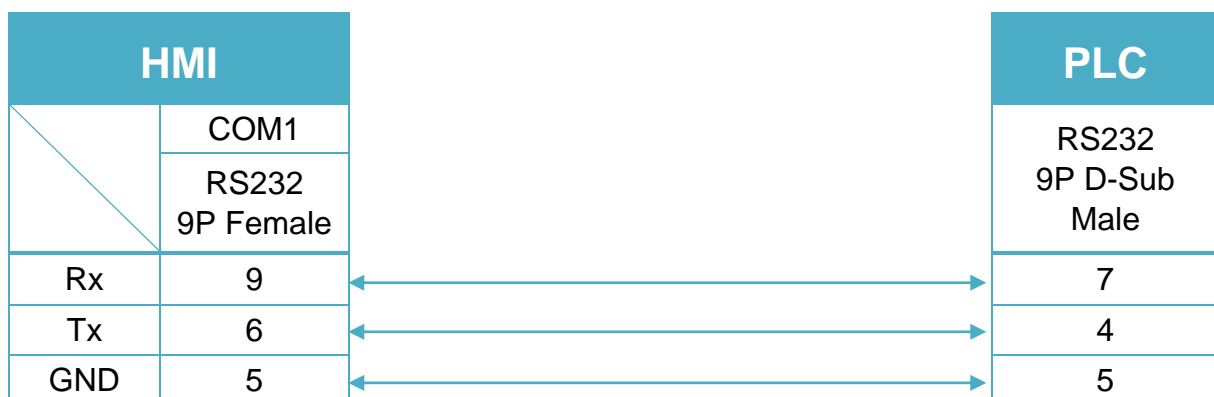 HMI
PLC
COM1
RS232
9P Female
RS232
9P D-Sub
Male
Rx 9 7
Tx 6 4
GND 5 5